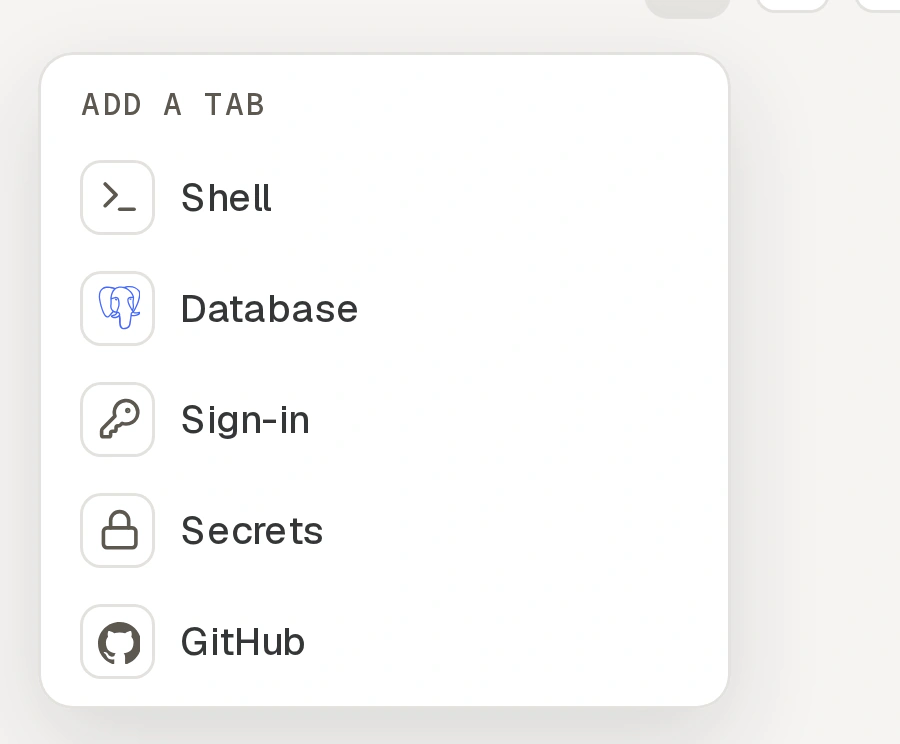 ADD A TAB
Shell
Database
Sign-in
Secrets
GitHub